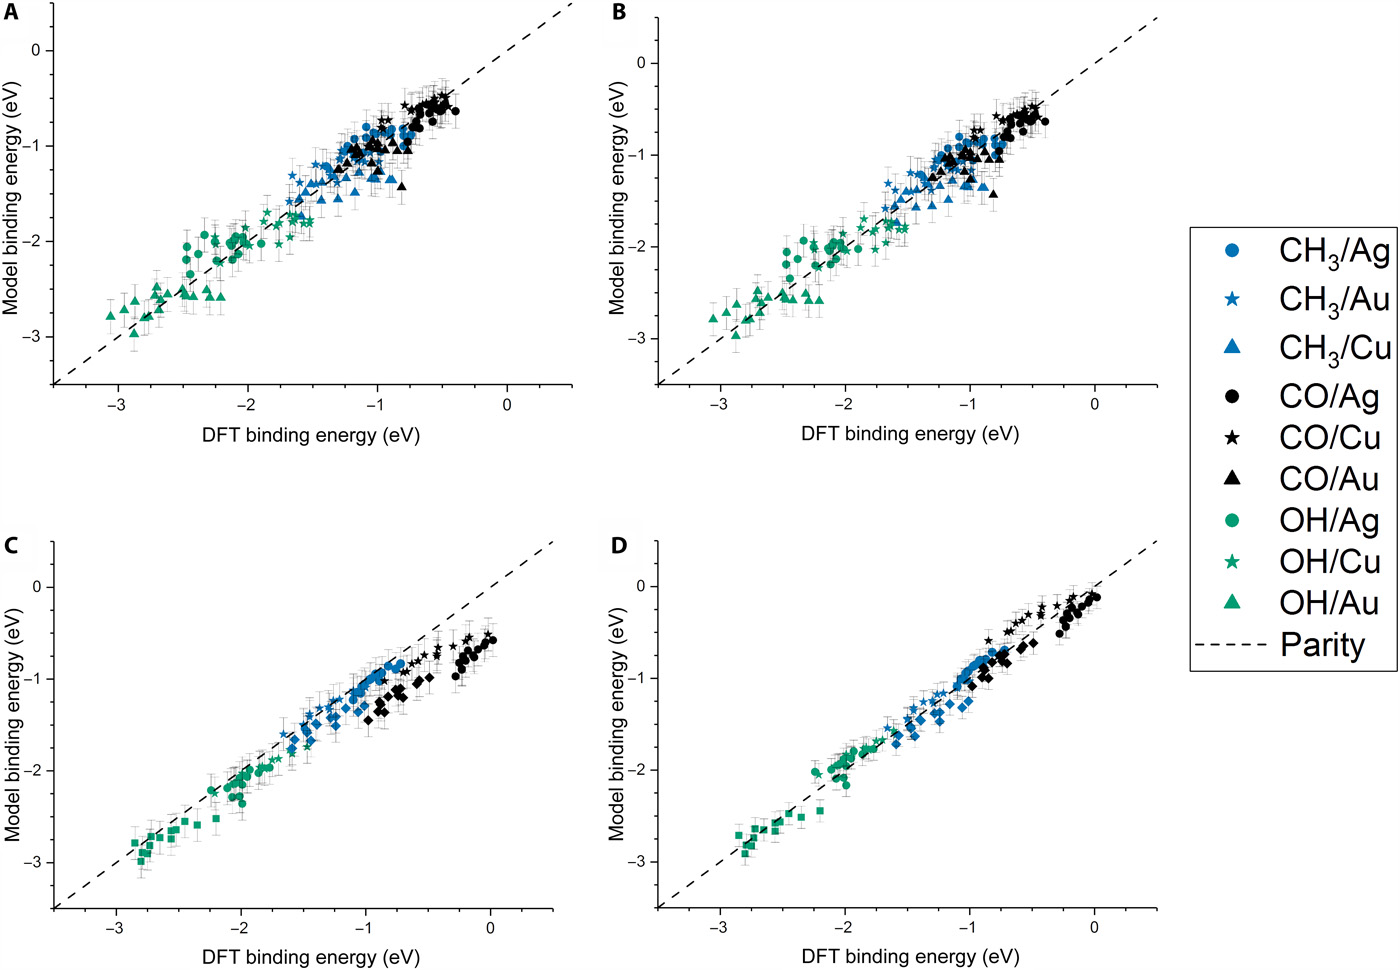 A
0
−1
−2
−3
Model binding energy (eV)
−3 −2 −1 0
DFT binding energy (eV)
B
0
−1
−2
−3
Model binding energy (eV)
−3 −2 −1 0
DFT binding energy (eV)
CH3/Ag
CH3/Au
CH3/Cu
CO/Ag
CO/Cu
CO/Au
OH/Ag
OH/Cu
OH/Au
Parity
C
0
−1
−2
−3
Model binding energy (eV)
−3 −2 −1 0
DFT binding energy (eV)
D
0
−1
−2
−3
Model binding energy (eV)
−3 −2 −1 0
DFT binding energy (eV)